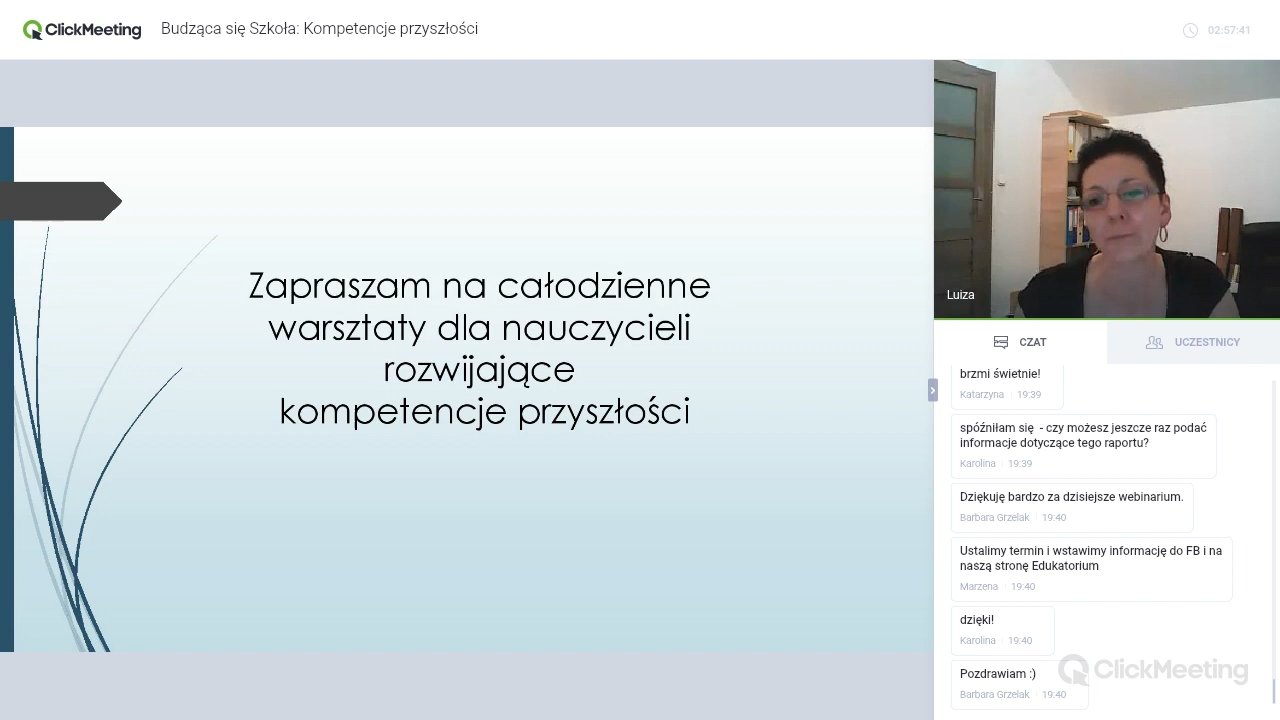 ClickMeeting
Budząca się Szkoła: Kompetencje przyszłości
02:57:41
Zapraszam na całodzienne
warsztaty dla nauczycieli
rozwijające
kompetencje przyszłości
Luiza
CZAT
UCZESTNICY
brzmi świetnie!
Katarzyna · 19:39
spóźniłam się - czy możesz jeszcze raz podać
informacje dotyczące tego raportu?
Karolina · 19:39
Dziękuję bardzo za dzisiejsze webinarium.
Barbara Grzelak · 19:40
Ustalimy termin i wstawimy informację do FB i na
naszą stronę Edukatorium
Marzena · 19:40
dzięki!
Karolina · 19:40
Pozdrawiam :)
Barbara Grzelak · 19:40
ClickMeeting